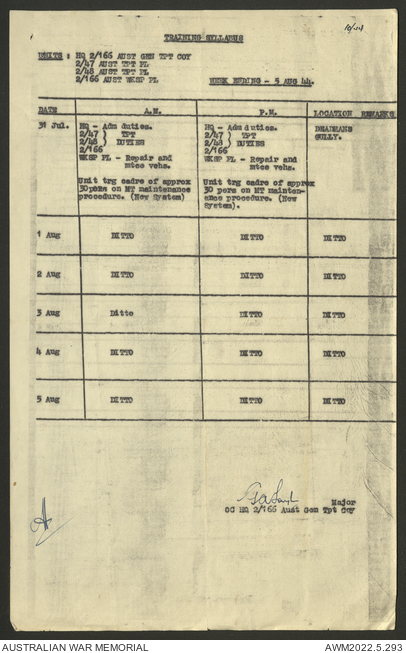 10/44
TRAINING SYLLABUS
UNITS : HQ 2/166 AUST GEN TPT COY
2/47 AUST TPT PL
2/48 AUST TPT PL
2/166 AUST WKSP PL
WEEK ENDING - 5 AUG 44.
DATE A.M. P.M. LOCATION REMARKS
31 Jul. HQ - Adm duties. HQ - Adm duties. DEADMANS
2/47 ) TPT 2/47 ) TPT GULLY.
2/48 ) DUTIES 2/48 ) DUTIES
2/166 2/166
WKSP PL - Repair and WKSP PL - Repair and
mtce vehs. mtce vehs.
Unit trg cadre of approx Unit trg cadre of approx
30 pers on MT maintenance 30 pers on MT mainten-
procedure. (New System) ance procedure. (New
System).
1 Aug DITTO DITTO DITTO
2 Aug DITTO DITTO DITTO
3 Aug Ditto DITTO DITTO
4 Aug DITTO DITTO DITTO
5 Aug DITTO DITTO DITTO
Major
OC HQ 2/166 Aust Gen Tpt Coy
AUSTRALIAN WAR MEMORIAL AWM2022.5.293